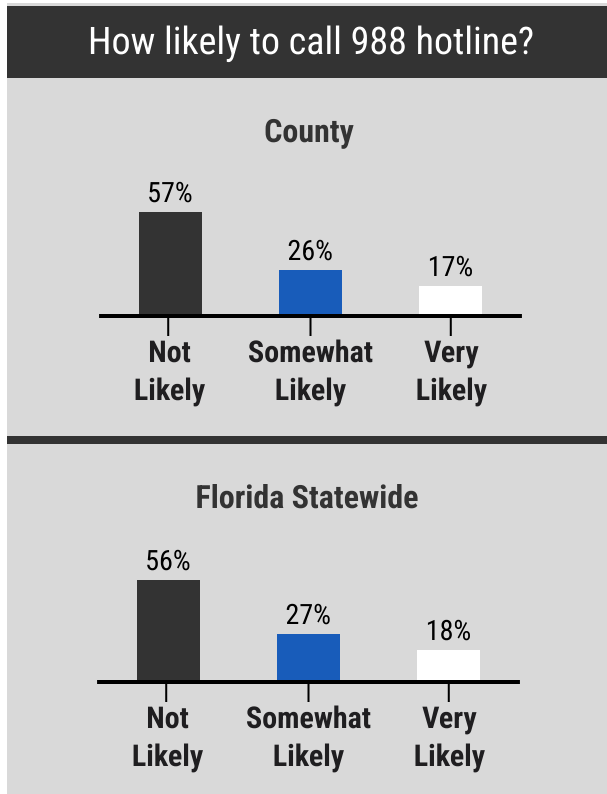 How likely to call 988 hotline?
County
57%
26%
17%
Not
Likely
Somewhat
Likely
Very
Likely
Florida Statewide
56%
27%
18%
Not
Likely
Somewhat
Likely
Very
Likely